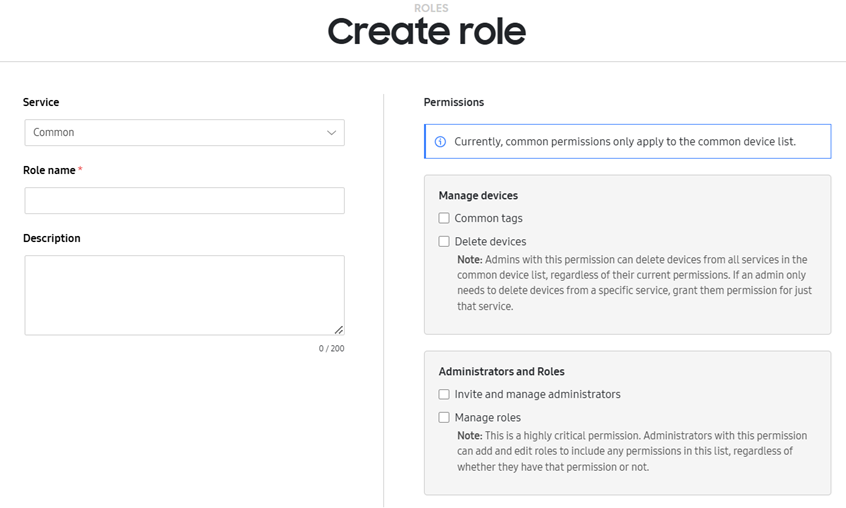 ROLES
Create role
Service
Common
Role name *
Description
0 / 200
Permissions
Currently, common permissions only apply to the common device list.
Manage devices
Common tags
Delete devices
Note: Admins with this permission can delete devices from all services in the
common device list, regardless of their current permissions. If an admin only
needs to delete devices from a specific service, grant them permission for just
that service.
Administrators and Roles
Invite and manage administrators
Manage roles
Note: This is a highly critical permission. Administrators with this permission
can add and edit roles to include any permissions in this list, regardless of
whether they have that permission or not.